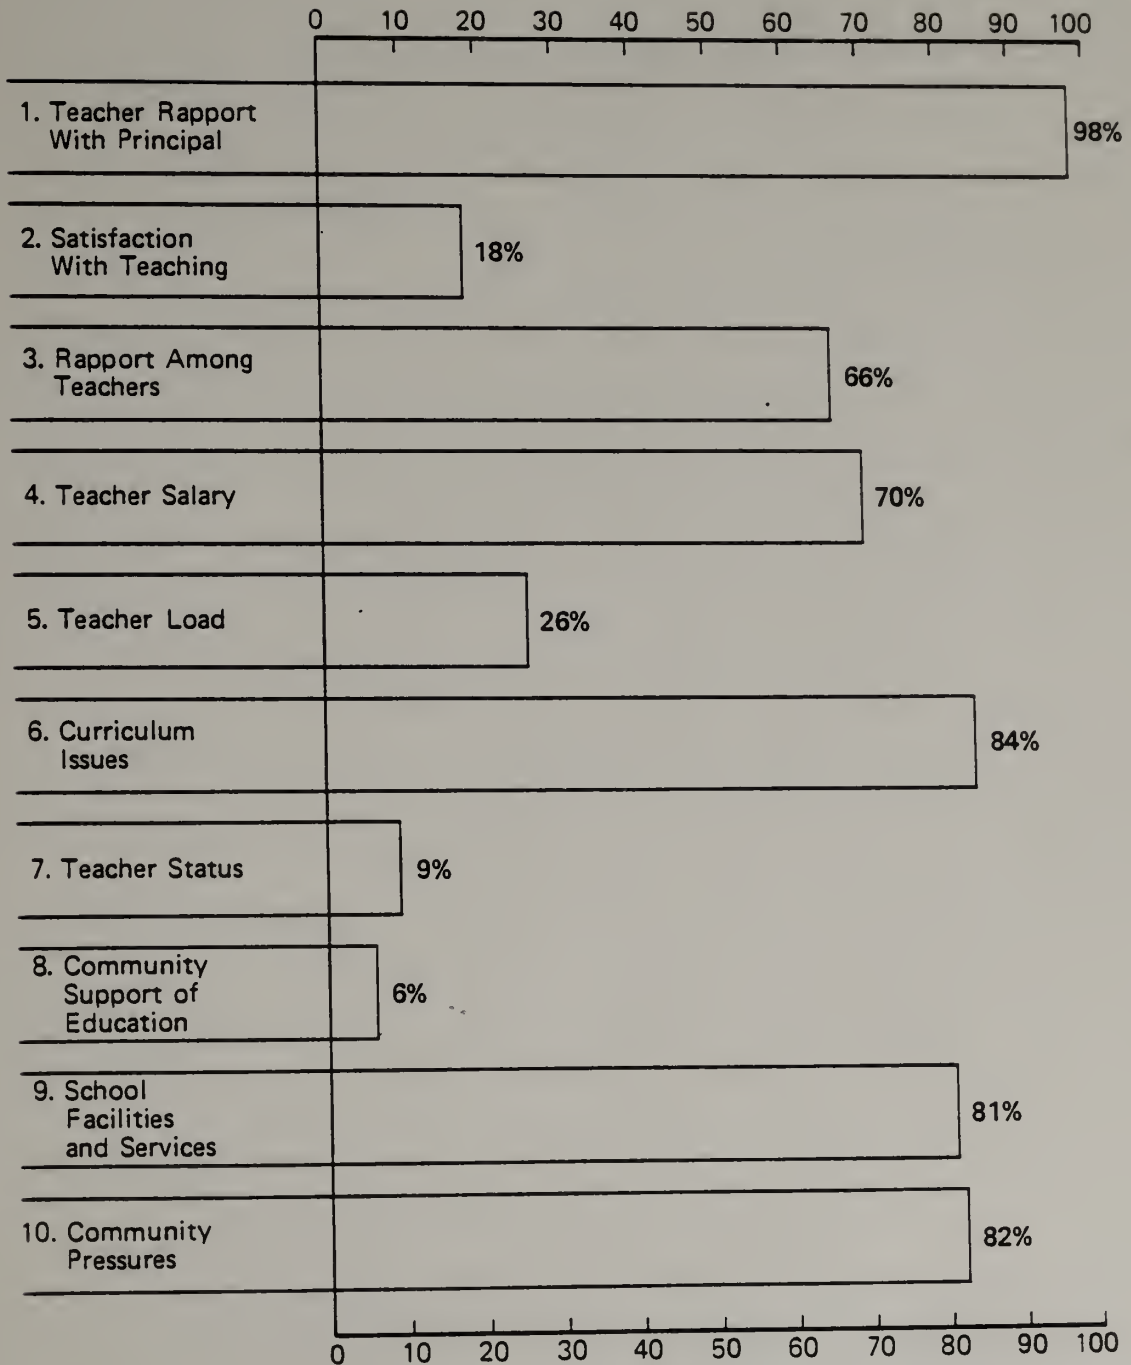 0 10 20 30 40 50 60 70 80 90 100
1. Teacher Rapport
With Principal
98%
2. Satisfaction
With Teaching
18%
3. Rapport Among
Teachers
66%
4. Teacher Salary
70%
5. Teacher Load
26%
6. Curriculum
Issues
84%
7. Teacher Status
9%
8. Community
Support of
Education
6%
9. School
Facilities
and Services
81%
10. Community
Pressures
82%
0 10 20 30 40 50 60 70 80 90 100